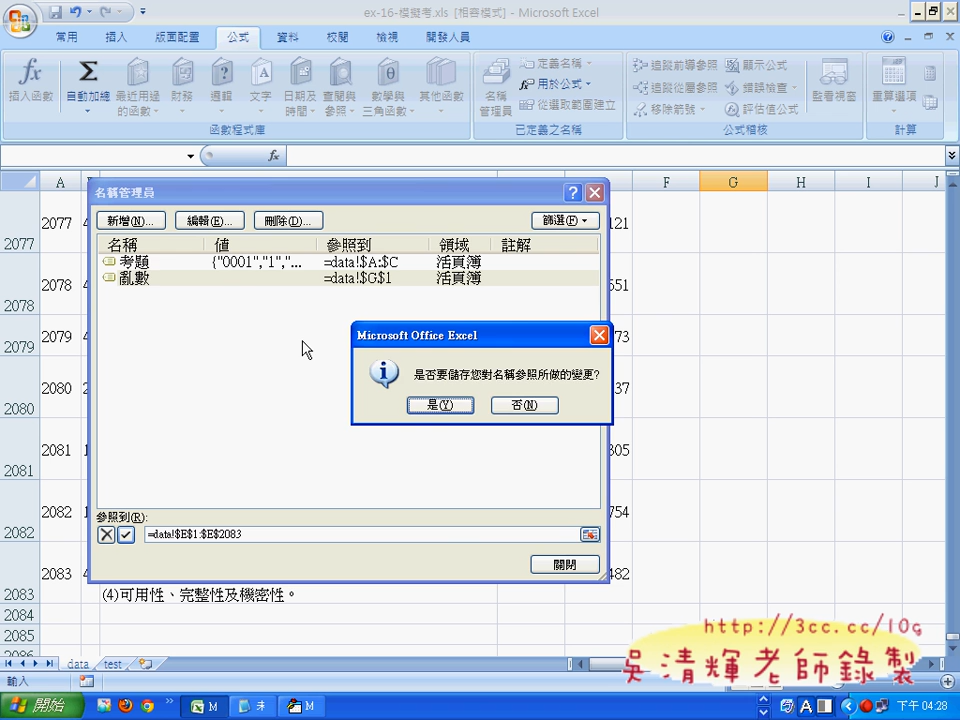 ex-16-模擬考.xls [相容模式] - Microsoft Excel
常用 插入 版面配置 公式 資料 校閱 檢視 開發人員
插入函數
自動加總
最近用過的函數
財務
邏輯
文字
日期及時間
查閱與參照
數學與三角函數
其他函數
函數程式庫
名稱管理員
定義名稱
用於公式
從選取範圍建立
已定義之名稱
追蹤前導參照
追蹤從屬參照
移除箭號
顯示公式
錯誤檢查
評估值公式
公式稽核
監看視窗
重算選項
計算
A F G H I J
名稱管理員
新增(N)... 編輯(E)... 刪除(D)... 篩選(F)
名稱 值 參照到 領域 註解
考題 {"0001","1",... =data!$A:$C 活頁簿
亂數 =data!$G$1 活頁簿
Microsoft Office Excel
是否要儲存您對名稱參照所做的變更?
是(Y) 否(N)
參照到(R):
=data!$E$1:$E$2083
關閉
2077 2077 121
2078 2078 551
2079 2079 73
2080 2080 37
2081 2081 305
2082 2082 754
2083 2083 482
(4)可用性、完整性及機密性。
2084
2085
data test
輸入
http://3cc.cc/10g
吳清輝老師錄製
開始 M 未 M A 下午 04:28